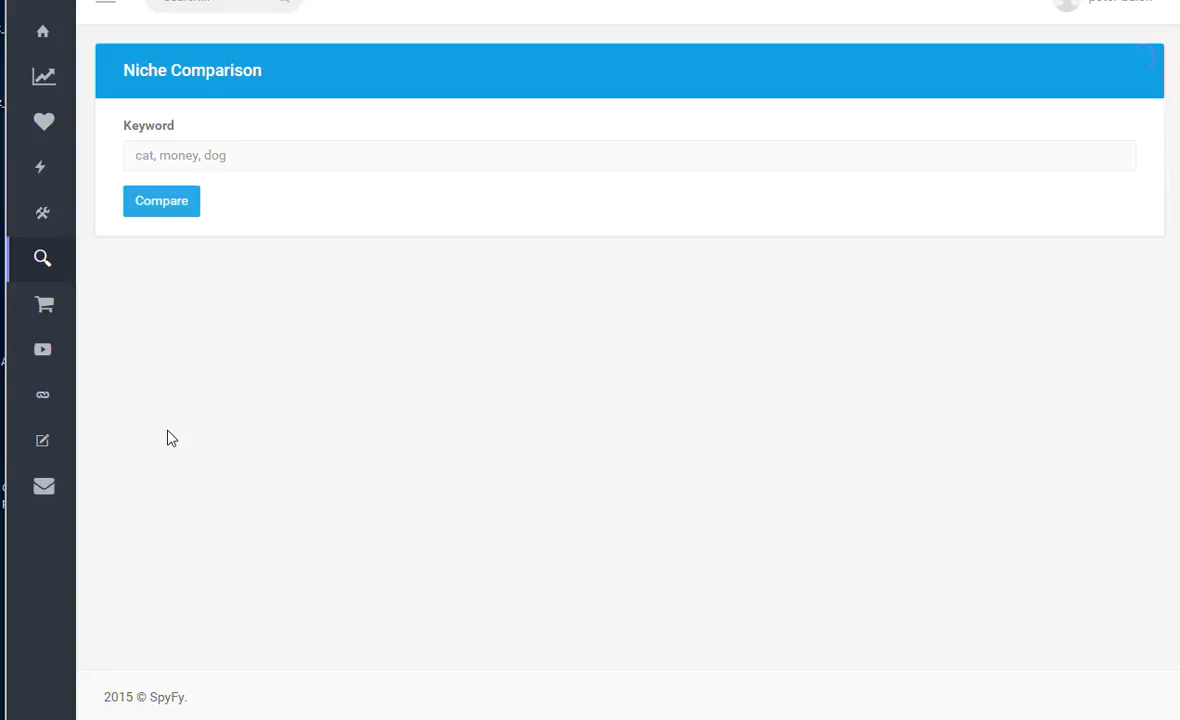 Niche Comparison
Keyword
cat, money, dog
Compare
2015 © SpyFy.